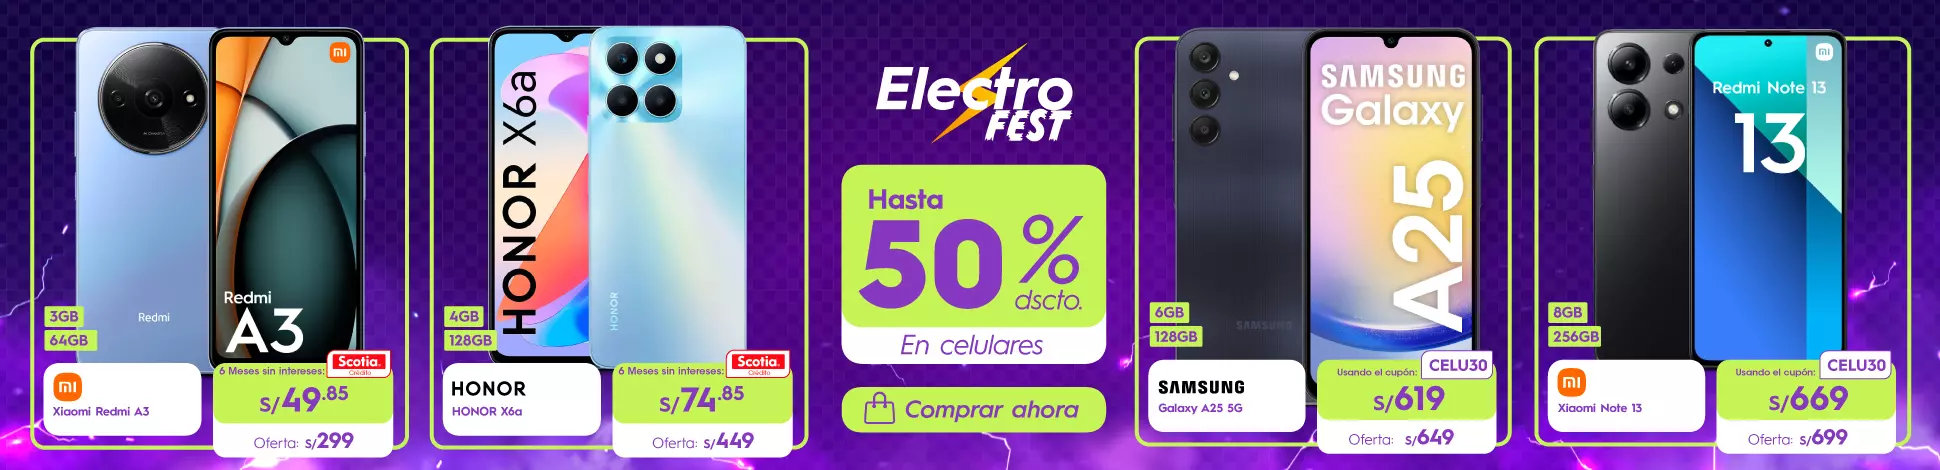 mi
Redmi
A3
Redmi
3GB
64GB
mi
Xiaomi Redmi A3
Scotia.
Crédito
6 Meses sin intereses:
S/49.85
Oferta: S/299
HONOR X6a
HONOR
4GB
128GB
HONOR
HONOR X6a
Scotia.
Crédito
6 Meses sin intereses:
S/74.85
Oferta: S/449
Electro
FEST
Hasta
50%
dscto.
En celulares
Comprar ahora
SAMSUNG
Galaxy
A25
SAMSUNG
6GB
128GB
SAMSUNG
Galaxy A25 5G
Usando el cupón: CELU30
S/619
Oferta: S/649
mi
Redmi Note 13
13
8GB
256GB
mi
Xiaomi Note 13
Usando el cupón: CELU30
S/669
Oferta: S/699